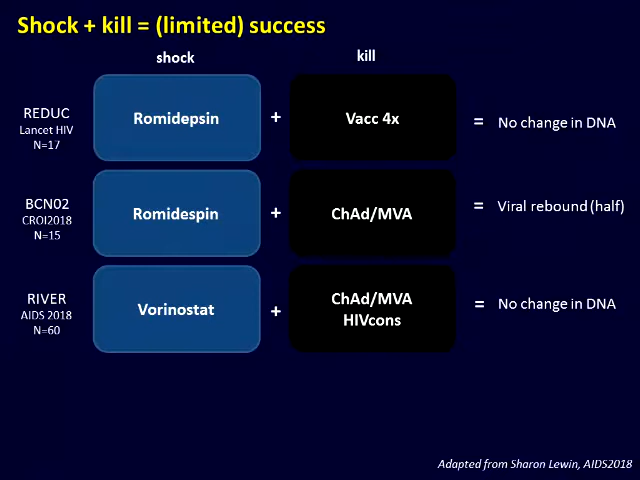 Shock + kill = (limited) success
shock
kill
REDUC
Lancet HIV
N=17
Romidepsin
+
Vacc 4x
= No change in DNA
BCN02
CROI2018
N=15
Romidespin
+
ChAd/MVA
= Viral rebound (half)
RIVER
AIDS 2018
N=60
Vorinostat
+
ChAd/MVA
HIVcons
= No change in DNA
Adapted from Sharon Lewin, AIDS2018